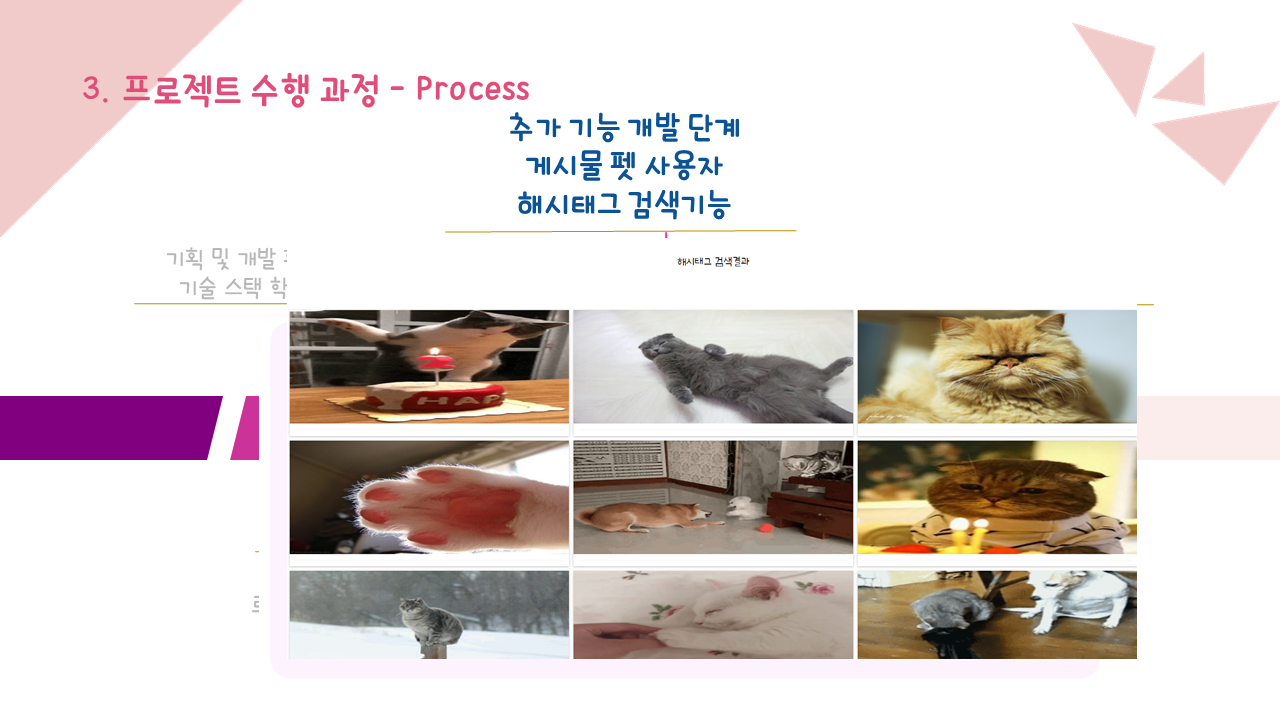 3. 프로젝트 수행 과정 - Process
추가 기능 개발 단계
게시물 펫 사용자
해시태그 검색기능
기획 및 개발
기술 스택 학
해시태그 검색결과
HAP